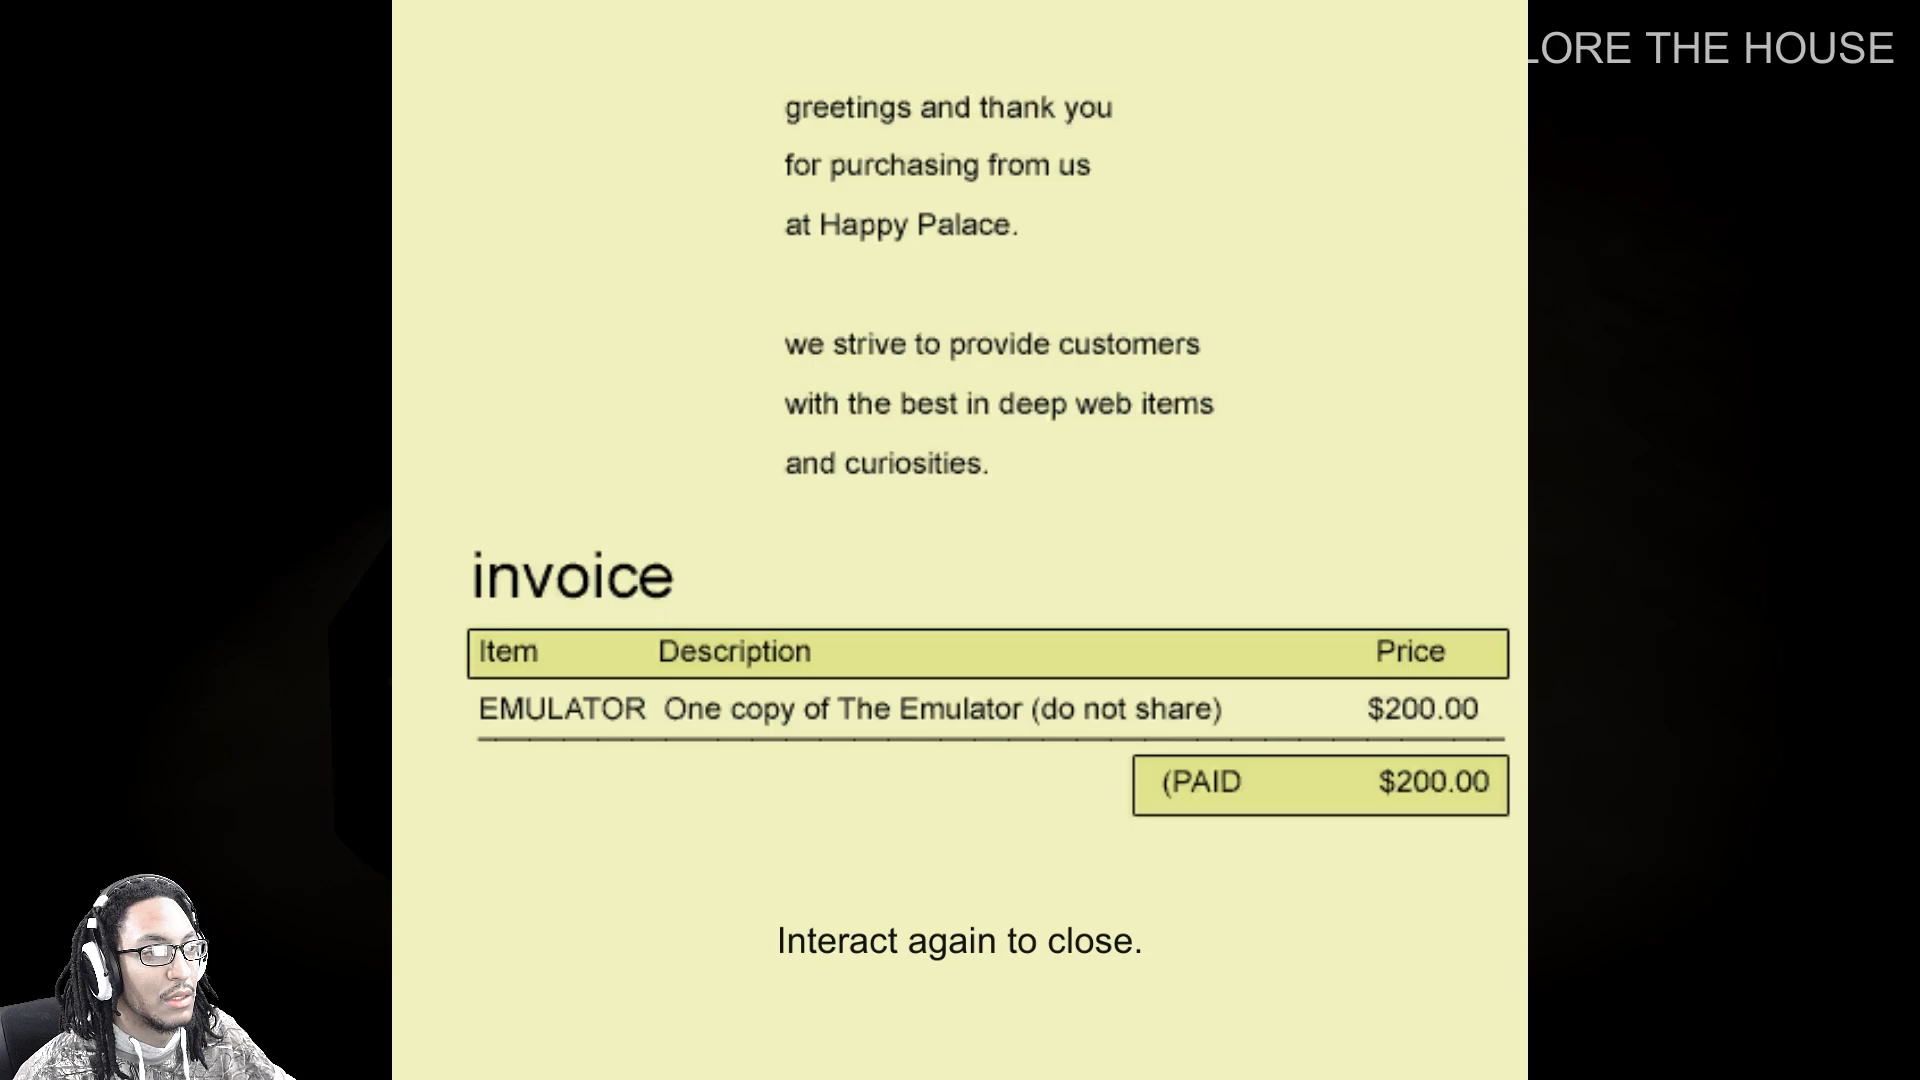 LORE THE HOUSE
greetings and thank you
for purchasing from us
at Happy Palace.
we strive to provide customers
with the best in deep web items
and curiosities.
invoice
Item Description Price
EMULATOR One copy of The Emulator (do not share) $200.00
(PAID $200.00
Interact again to close.